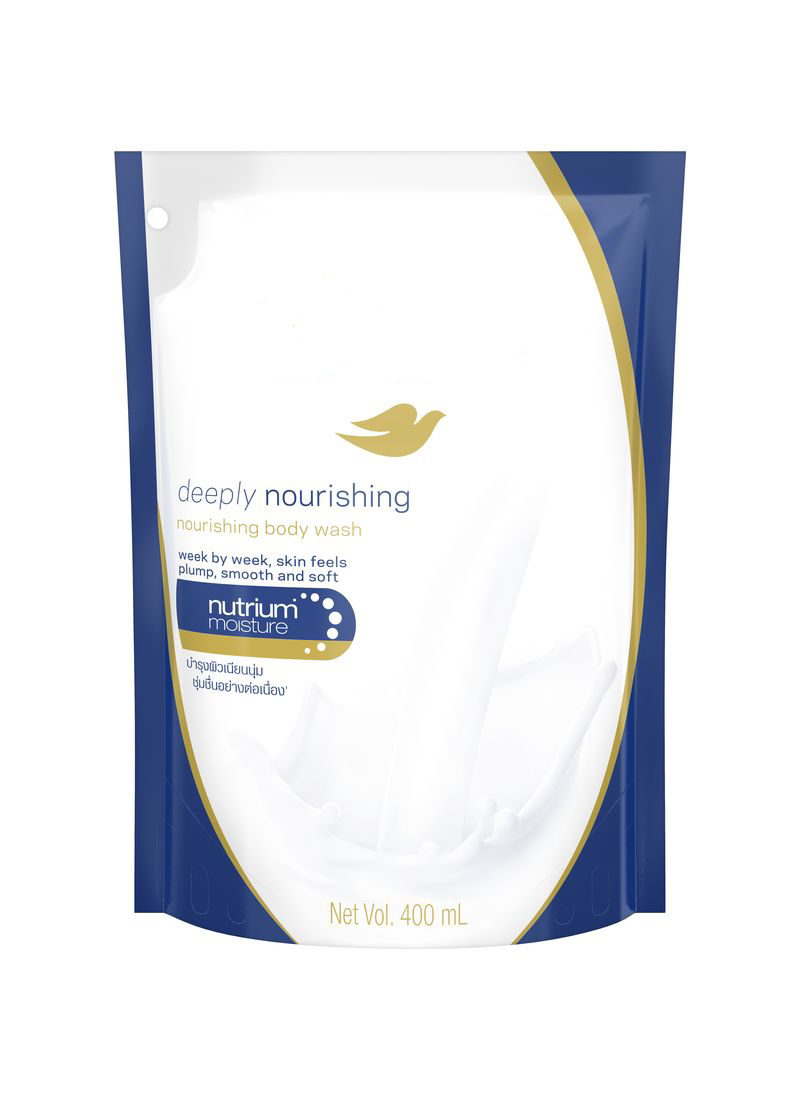 deeply nourishing
nourishing body wash
week by week, skin feels
plump, smooth and soft
nutrium
moisture
บำรุงผิวเนียนนุ่ม
ชุ่มชื่นอย่างต่อเนื่อง¹
Net Vol. 400 mL